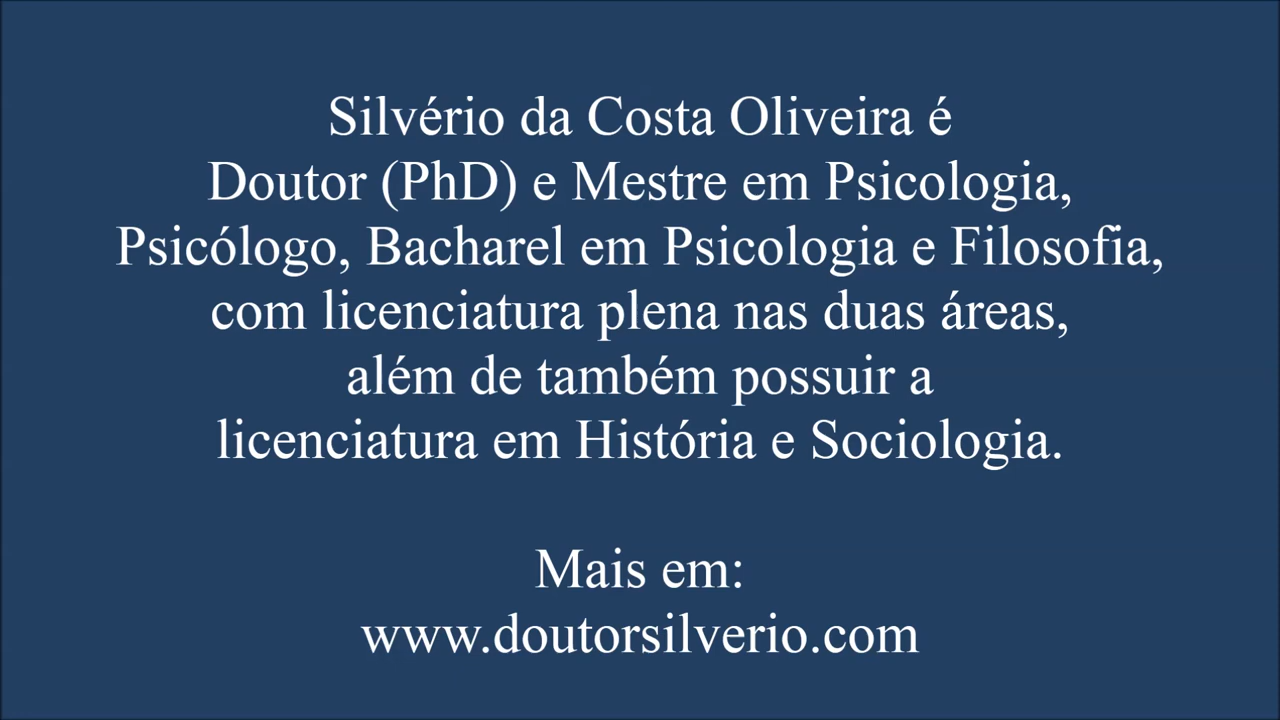 Silvério da Costa Oliveira é
Doutor (PhD) e Mestre em Psicologia,
Psicólogo, Bacharel em Psicologia e Filosofia,
com licenciatura plena nas duas áreas,
além de também possuir a
licenciatura em História e Sociologia.
Mais em:
www.doutorsilverio.com